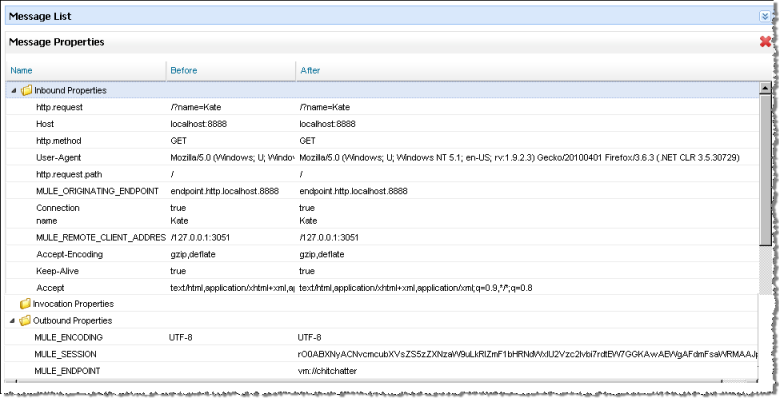 Message List
Message Properties
Name Before After
Inbound Properties
http.request /?name=Kate /?name=Kate
Host localhost:8888 localhost:8888
http.method GET GET
User-Agent Mozilla/5.0 (Windows; U; Windov Mozilla/5.0 (Windows; U; Windows NT 5.1; en-US; rv:1.9.2.3) Gecko/20100401 Firefox/3.6.3 (.NET CLR 3.5.30729)
http.request.path / /
MULE_ORIGINATING_ENDPOINT endpoint.http.localhost.8888 endpoint.http.localhost.8888
Connection true true
name Kate Kate
MULE_REMOTE_CLIENT_ADDRES /127.0.0.1:3051 /127.0.0.1:3051
Accept-Encoding gzip,deflate gzip,deflate
Keep-Alive true true
Accept text/html,application/xhtml+xml,ap text/html,application/xhtml+xml,application/xml;q=0.9,*/*;q=0.8
Invocation Properties
Outbound Properties
MULE_ENCODING UTF-8 UTF-8
MULE_SESSION
MULE_ENDPOINT vm://chitchatter